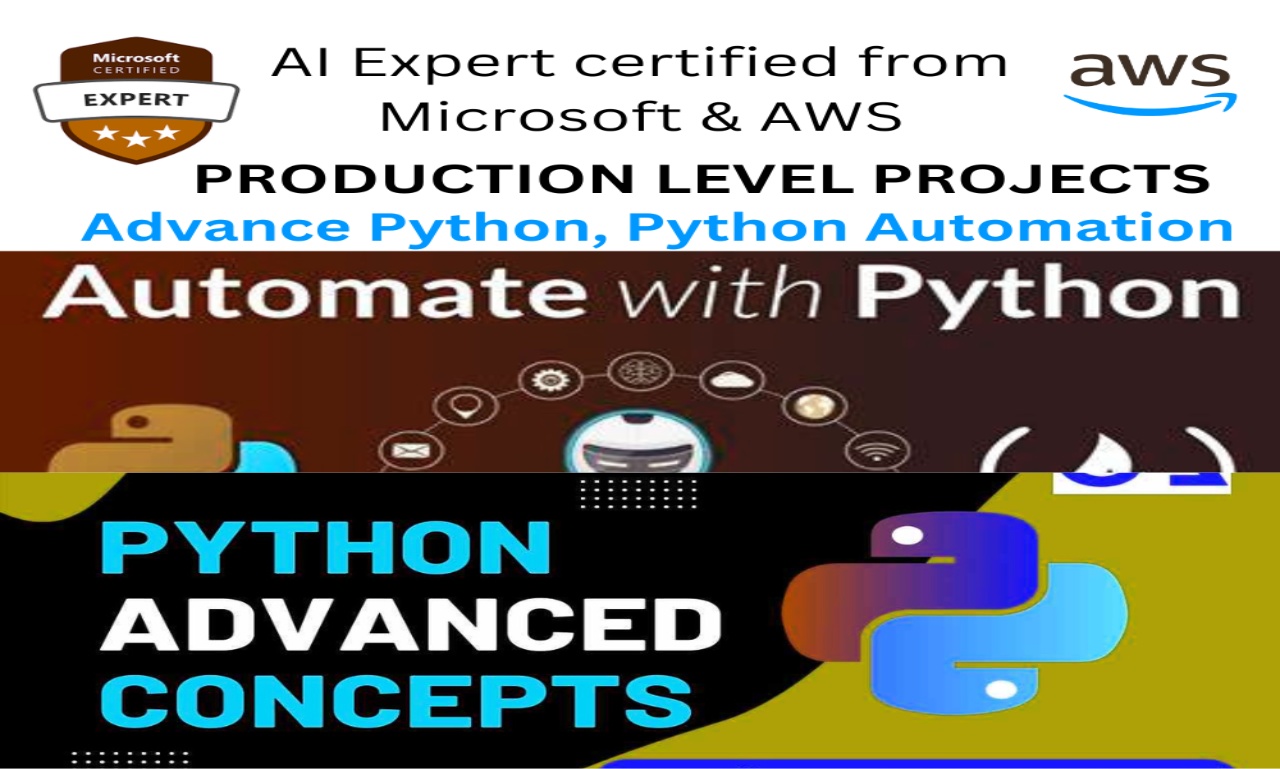 Microsoft
CERTIFIED
EXPERT
AI Expert certified from
Microsoft & AWS
aws
PRODUCTION LEVEL PROJECTS
Advance Python, Python Automation
Automate with Python
PYTHON
ADVANCED
CONCEPTS